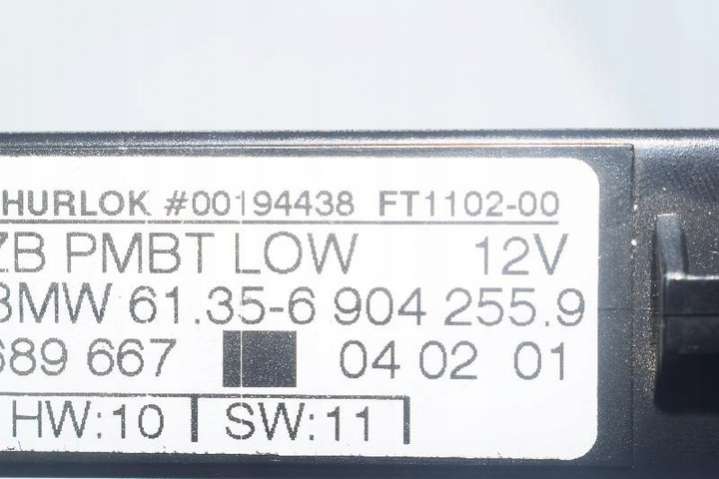 HURLOK #00194438 FT1102-00
ZB PMBT LOW 12V
BMW 61.35-6 904 255.9
689 667 04 02 01
HW:10 SW:11